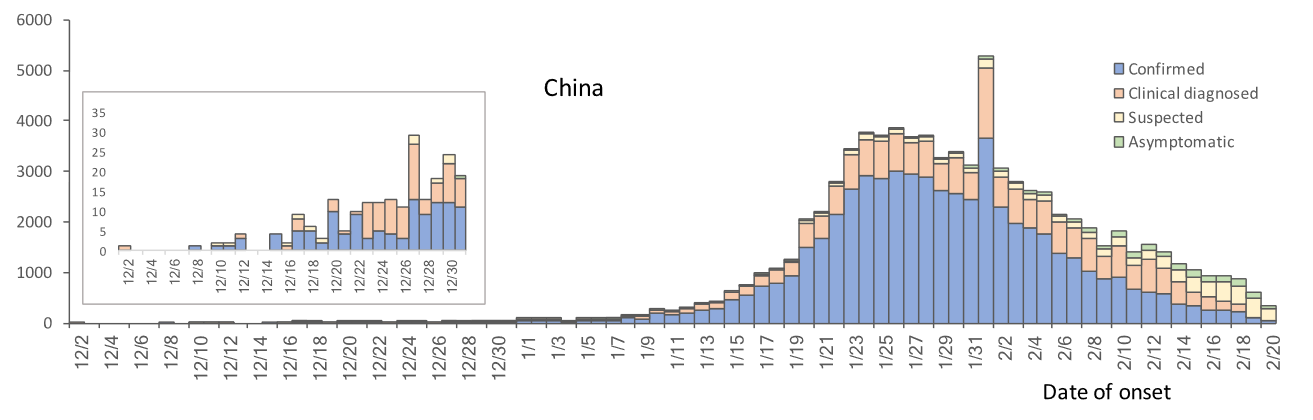 6000
5000
4000
3000
2000
1000
0
China
Confirmed
Clinical diagnosed
Suspected
Asymptomatic
35
30
25
20
15
10
5
0
12/2 12/4 12/6 12/8 12/10 12/12 12/14 12/16 12/18 12/20 12/22 12/24 12/26 12/28 12/30
12/2 12/4 12/6 12/8 12/10 12/12 12/14 12/16 12/18 12/20 12/22 12/24 12/26 12/28 12/30 1/1 1/3 1/5 1/7 1/9 1/11 1/13 1/15 1/17 1/19 1/21 1/23 1/25 1/27 1/29 1/31 2/2 2/4 2/6 2/8 2/10 2/12 2/14 2/16 2/18 2/20
Date of onset